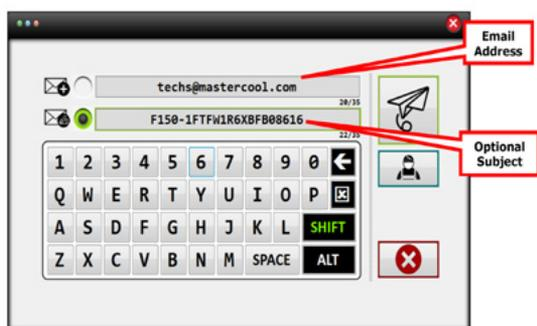 Email
Address
techs@mastercool.com
20/35
F150-1FTFW1R6XBFB08616
22/35
Optional
Subject
1 2 3 4 5 6 7 8 9 0
Q W E R T Y U I O P
A S D F G H J K L SHIFT
Z X C V B N M SPACE ALT